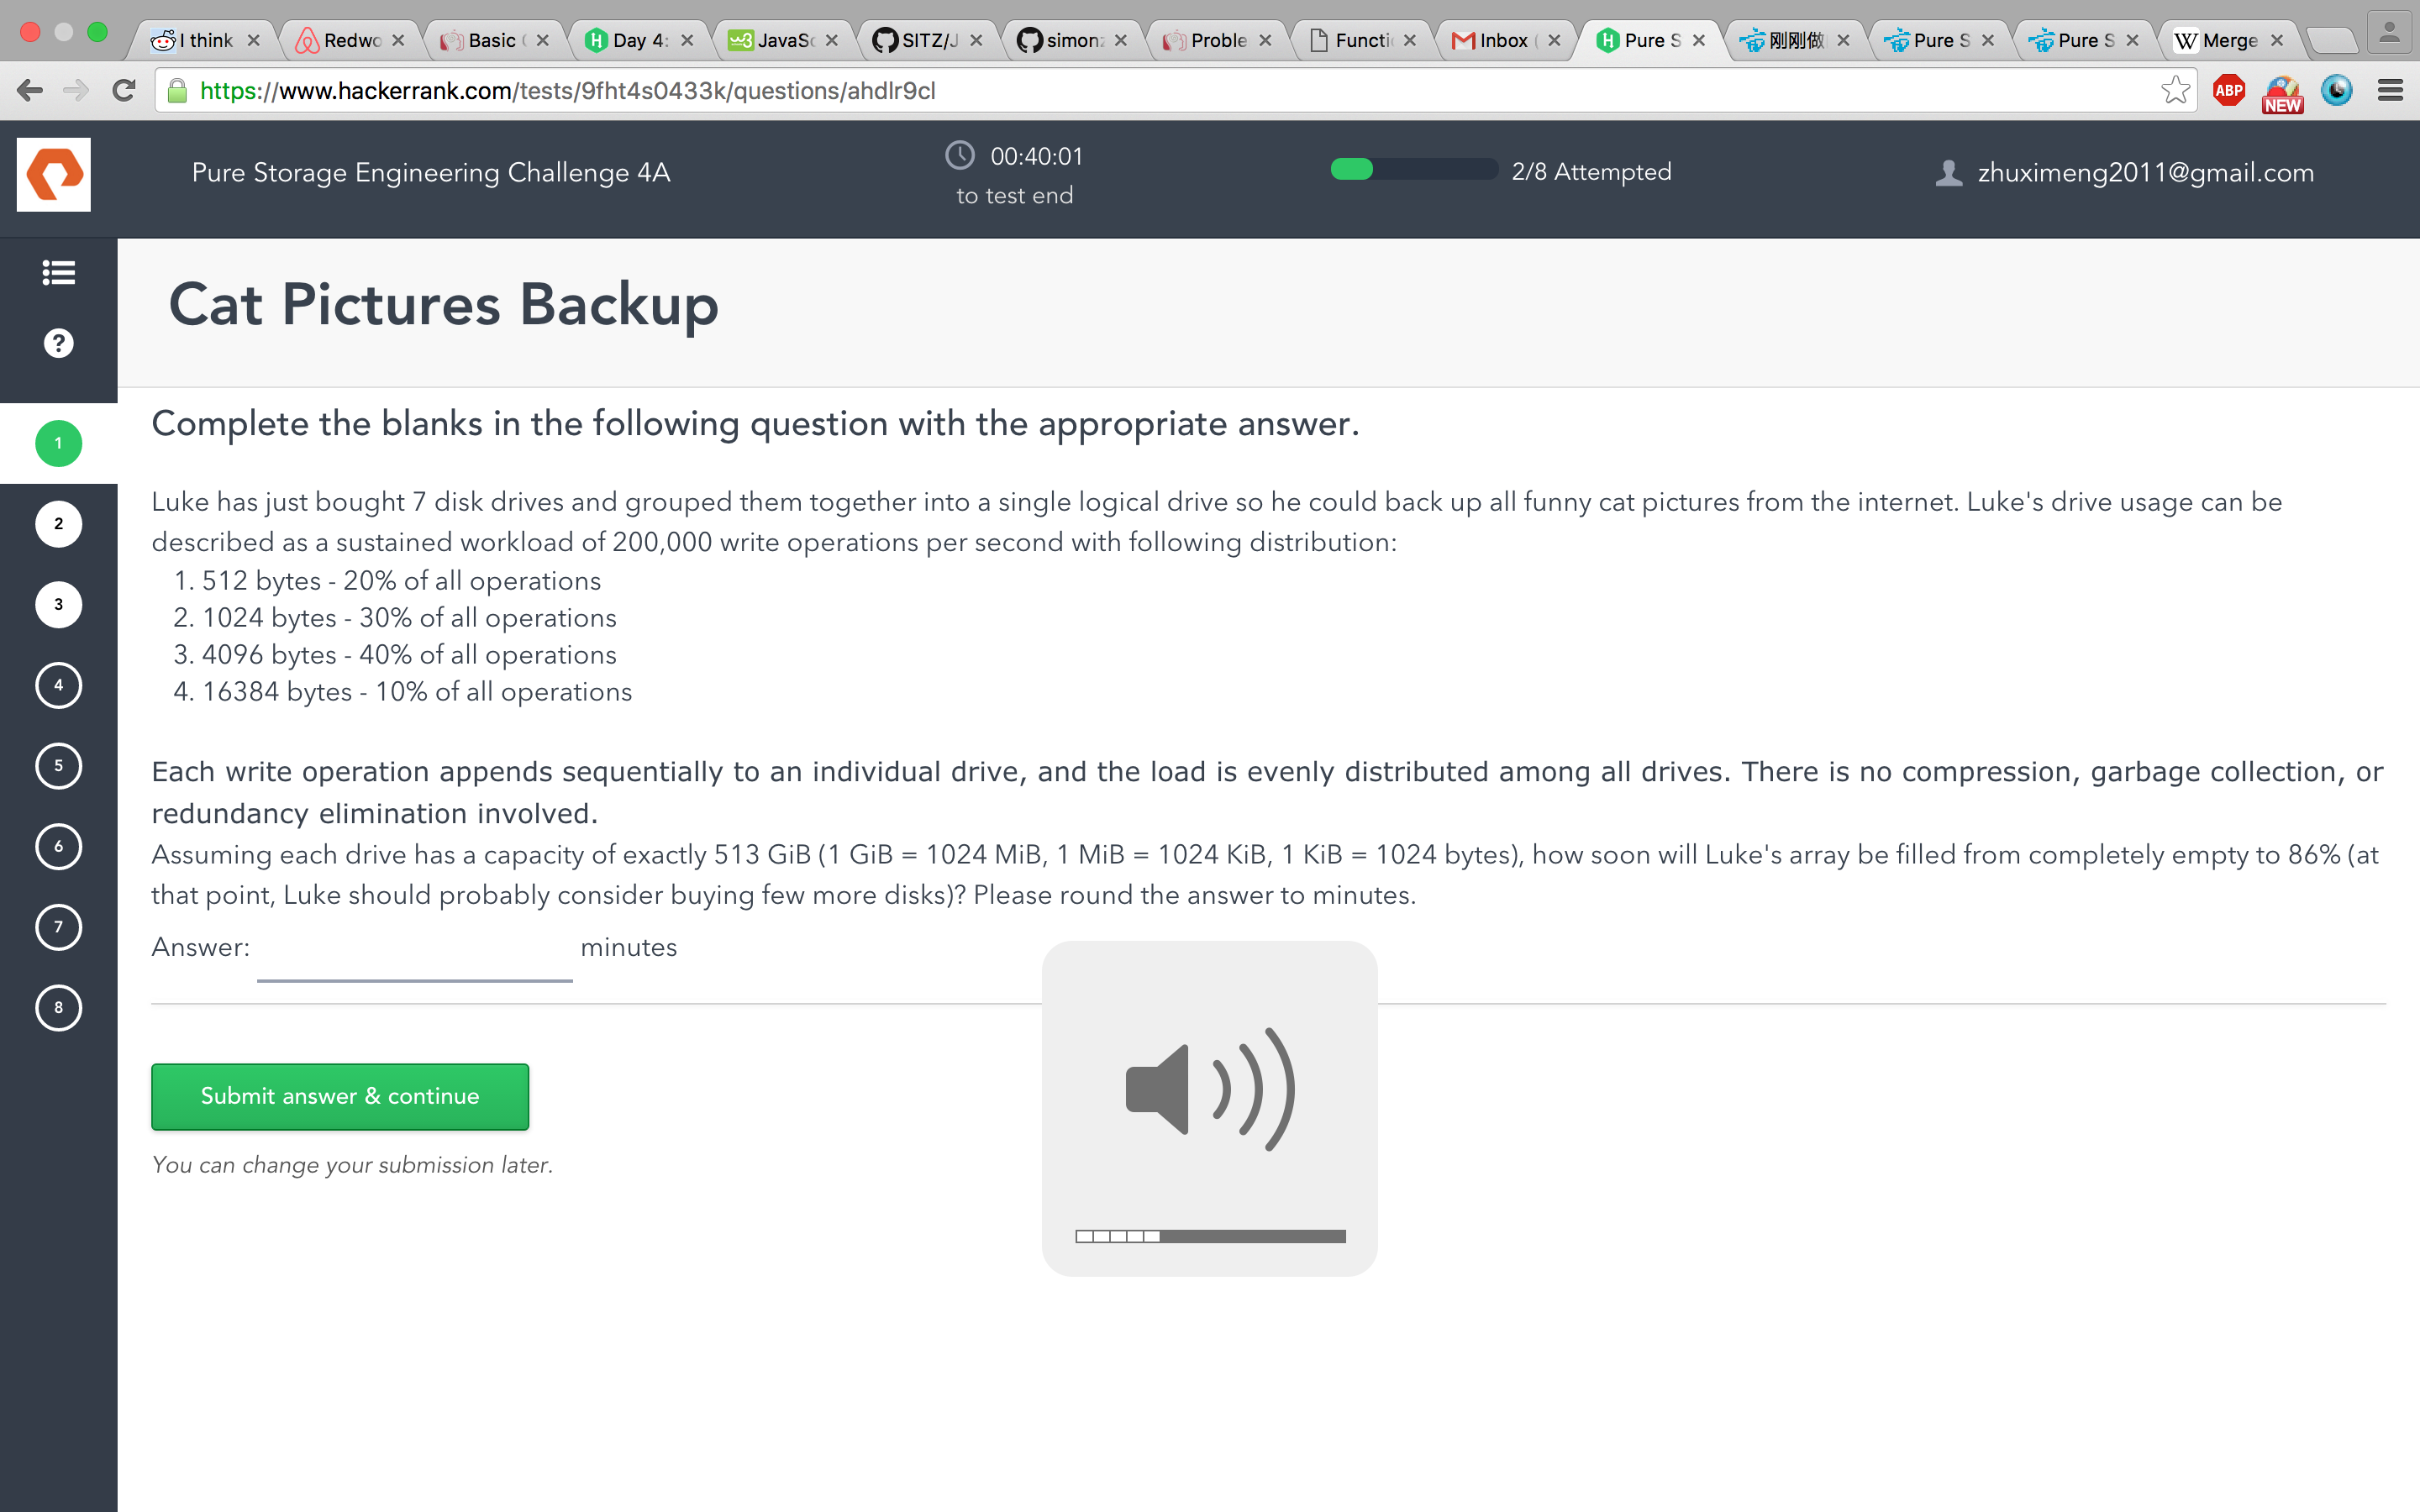 I think
Redwo
Basic (
Day 4:
JavaSc
SITZ/J
simonz
Proble
Functi
Inbox (
Pure S
刚刚做
Pure S
Pure S
Merge
https://www.hackerrank.com/tests/9fht4s0433k/questions/ahdlr9cl
ABP
NEW
Pure Storage Engineering Challenge 4A
00:40:01
to test end
2/8 Attempted
zhuximeng2011@gmail.com
Cat Pictures Backup
Complete the blanks in the following question with the appropriate answer.
Luke has just bought 7 disk drives and grouped them together into a single logical drive so he could back up all funny cat pictures from the internet. Luke's drive usage can be
described as a sustained workload of 200,000 write operations per second with following distribution:
1. 512 bytes - 20% of all operations
2. 1024 bytes - 30% of all operations
3. 4096 bytes - 40% of all operations
4. 16384 bytes - 10% of all operations
Each write operation appends sequentially to an individual drive, and the load is evenly distributed among all drives. There is no compression, garbage collection, or
redundancy elimination involved.
Assuming each drive has a capacity of exactly 513 GiB (1 GiB = 1024 MiB, 1 MiB = 1024 KiB, 1 KiB = 1024 bytes), how soon will Luke's array be filled from completely empty to 86% (at
that point, Luke should probably consider buying few more disks)? Please round the answer to minutes.
Answer: minutes
Submit answer & continue
You can change your submission later.
1
2
3
4
5
6
7
8